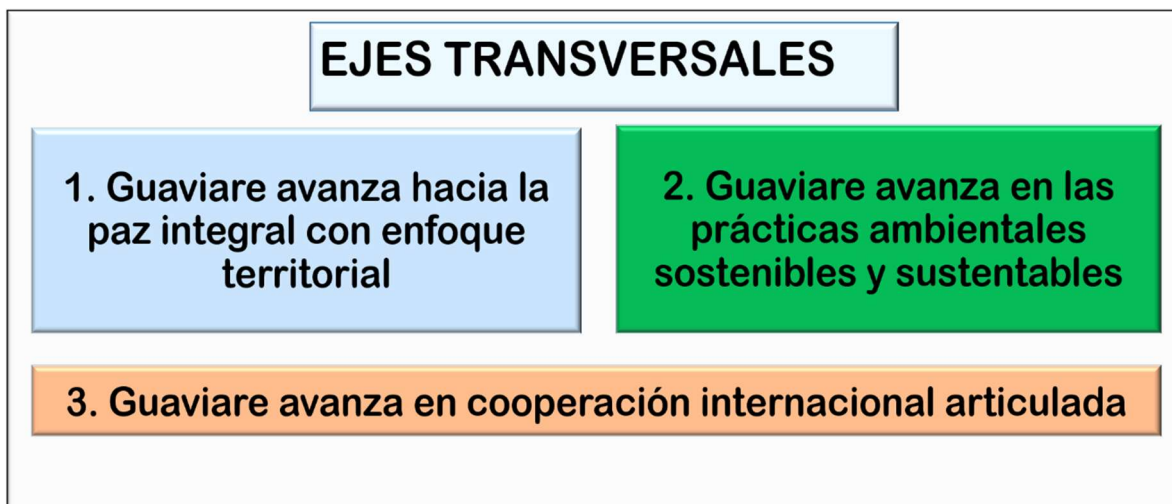 EJES TRANSVERSALES
1. Guaviare avanza hacia la
paz integral con enfoque
territorial
2. Guaviare avanza en las
prácticas ambientales
sostenibles y sustentables
3. Guaviare avanza en cooperación internacional articulada